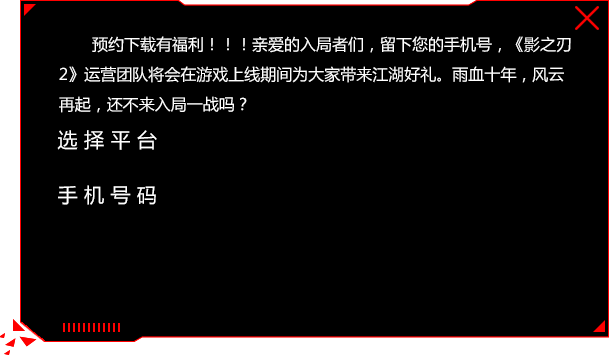 预约下载有福利！！！亲爱的入局者们，留下您的手机号，《影之刃
2》运营团队将会在游戏上线期间为大家带来江湖好礼。雨血十年，风云
再起，还不来入局一战吗？
选择平台
手机号码